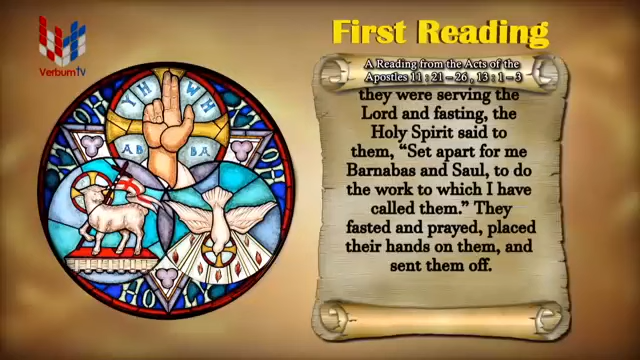 VerbumTV
First Reading
A Reading from the Acts of the
Apostles 11 : 21 – 26 , 13 : 1 – 3
they were serving the
Lord and fasting, the
Holy Spirit said to
them, “Set apart for me
Barnabas and Saul, to do
the work to which I have
called them.” They
fasted and prayed, placed
their hands on them, and
sent them off.
YH WH
AB BA